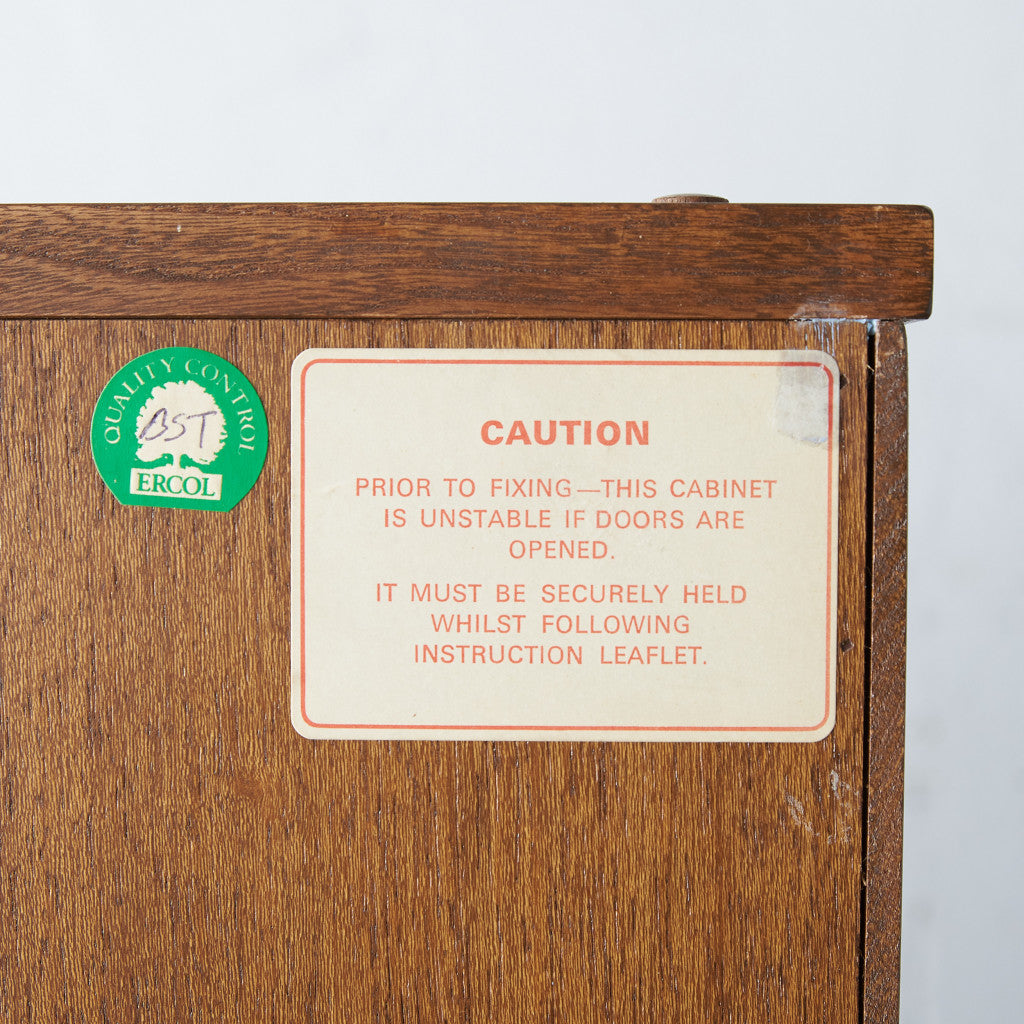 QUALITY CONTROL
BST
ERCOL
CAUTION
PRIOR TO FIXING—THIS CABINET
IS UNSTABLE IF DOORS ARE
OPENED.
IT MUST BE SECURELY HELD
WHILST FOLLOWING
INSTRUCTION LEAFLET.